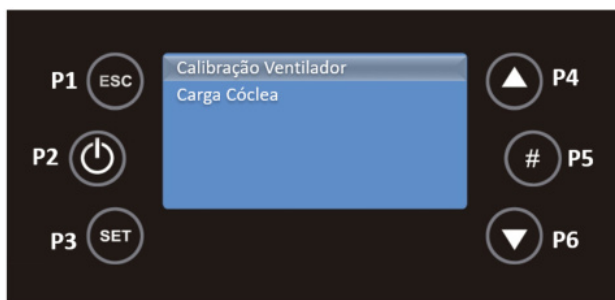 Calibração Ventilador
P1 ESC
▲ P4
Carga Cóclea
P2
# P5
P3 SET
▼ P6